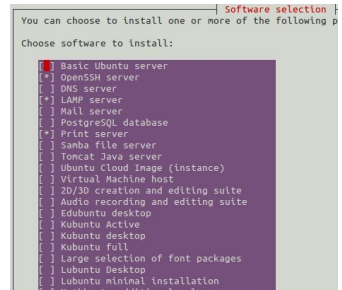 Software selection
You can choose to install one or more of the following p
Choose software to install:
[ ] Basic Ubuntu server
[*] OpenSSH server
[ ] DNS server
[*] LAMP server
[ ] Mail server
[ ] PostgreSQL database
[*] Print server
[ ] Samba file server
[ ] Tomcat Java server
[ ] Ubuntu Cloud Image (instance)
[ ] Virtual Machine host
[ ] 2D/3D creation and editing suite
[ ] Audio recording and editing suite
[ ] Edubuntu desktop
[ ] Kubuntu Active
[ ] Kubuntu desktop
[ ] Kubuntu full
[ ] Large selection of font packages
[ ] Lubuntu Desktop
[ ] Lubuntu minimal installation